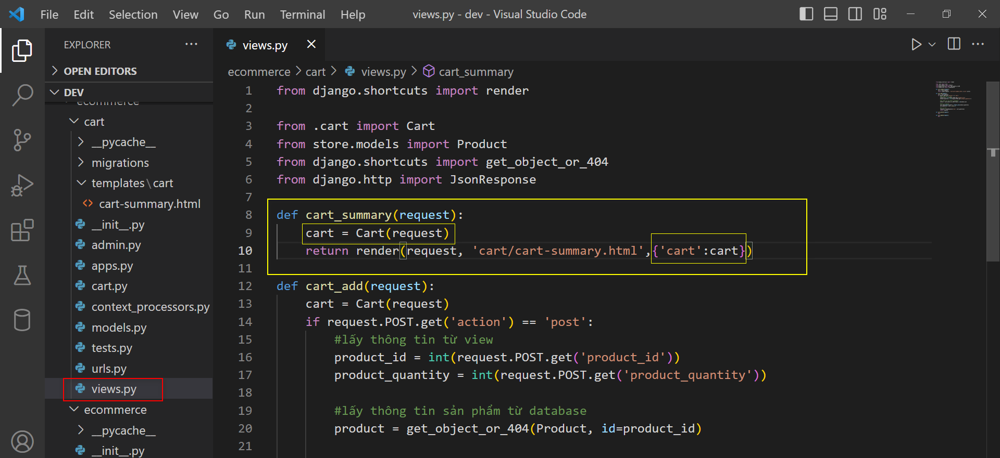 File Edit Selection View Go Run Terminal Help views.py - dev - Visual Studio Code
EXPLORER
OPEN EDITORS
DEV
ecommerce
cart
__pycache__
migrations
templates\cart
cart-summary.html
__init__.py
admin.py
apps.py
cart.py
context_processors.py
models.py
tests.py
urls.py
views.py
ecommerce
__pycache__
__init__.py
views.py
ecommerce > cart > views.py > cart_summary
1 from django.shortcuts import render
2
3 from .cart import Cart
4 from store.models import Product
5 from django.shortcuts import get_object_or_404
6 from django.http import JsonResponse
7
8 def cart_summary(request):
9 cart = Cart(request)
10 return render(request, 'cart/cart-summary.html',{'cart':cart})
11
12 def cart_add(request):
13 cart = Cart(request)
14 if request.POST.get('action') == 'post':
15 #lấy thông tin từ view
16 product_id = int(request.POST.get('product_id'))
17 product_quantity = int(request.POST.get('product_quantity'))
18
19 #lấy thông tin sản phẩm từ database
20 product = get_object_or_404(Product, id=product_id)
21